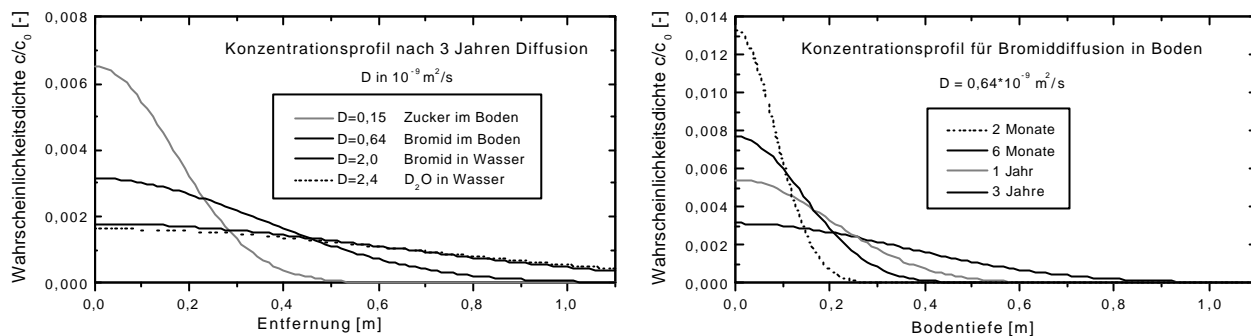 Wahrscheinlichkeitsdichte c/c₀ [-]
0,008
0,006
0,004
0,002
0,000
Konzentrationsprofil nach 3 Jahren Diffusion
D in 10⁻⁹ m²/s
D=0,15 Zucker im Boden
D=0,64 Bromid im Boden
D=2,0 Bromid in Wasser
D=2,4 D₂O in Wasser
0,0 0,2 0,4 0,6 0,8 1,0
Entfernung [m]
Wahrscheinlichkeitsdichte c/c₀ [-]
0,014
0,012
0,010
0,008
0,006
0,004
0,002
0,000
Konzentrationsprofil für Bromiddiffusion in Boden
D = 0,64*10⁻⁹ m²/s
2 Monate
6 Monate
1 Jahr
3 Jahre
0,0 0,2 0,4 0,6 0,8 1,0
Bodentiefe [m]